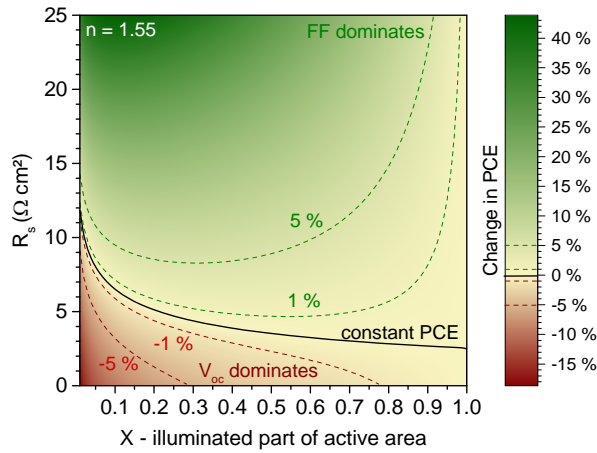 25
20
15
10
5
0
R_s (Ω cm²)
n = 1.55
FF dominates
5 %
1 %
constant PCE
-1 %
-5 %
V_oc dominates
0.1 0.2 0.3 0.4 0.5 0.6 0.7 0.8 0.9 1.0
X - illuminated part of active area
Change in PCE
40 %
35 %
30 %
25 %
20 %
15 %
10 %
5 %
0 %
-5 %
-10 %
-15 %